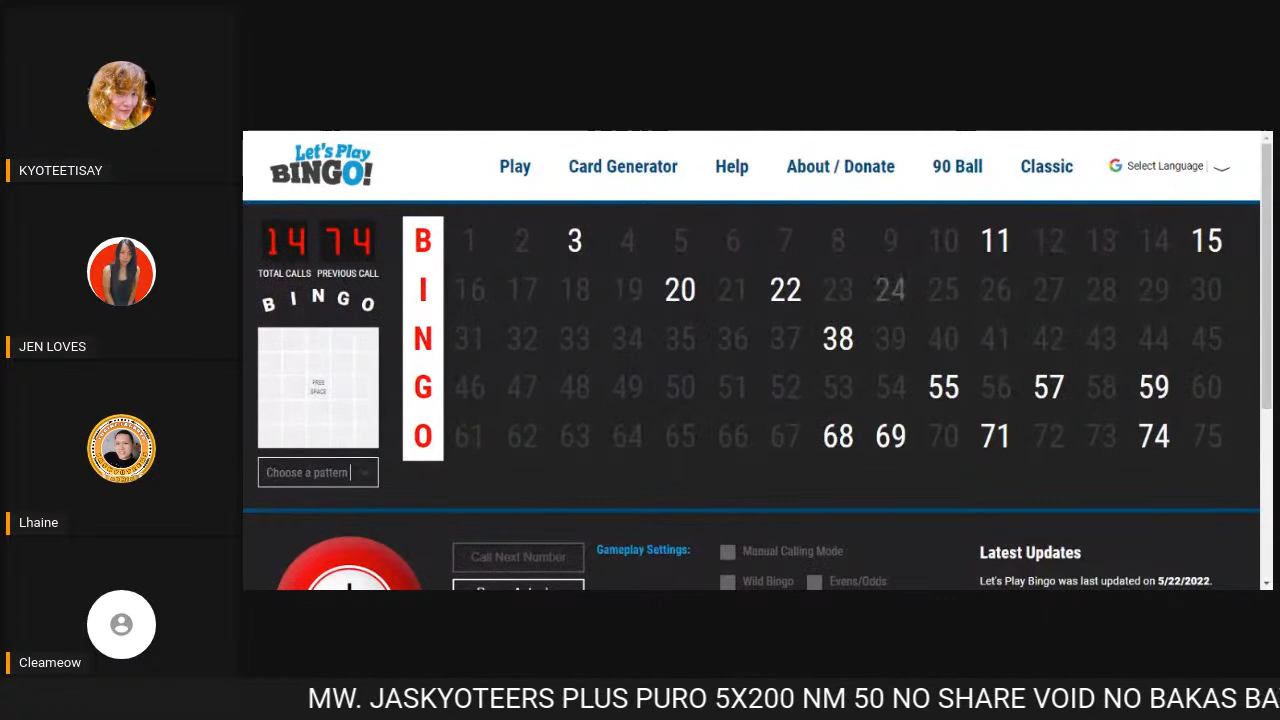 KYOTEETISAY
JEN LOVES
Lhaine
Cleameow
Let's Play
BINGO!
Play Card Generator Help About / Donate 90 Ball Classic Select Language
14 74
TOTAL CALLS PREVIOUS CALL
B I N G O
FREE
SPACE
Choose a pattern
B 1 2 3 4 5 6 7 8 9 10 11 12 13 14 15
I 16 17 18 19 20 21 22 23 24 25 26 27 28 29 30
N 31 32 33 34 35 36 37 38 39 40 41 42 43 44 45
G 46 47 48 49 50 51 52 53 54 55 56 57 58 59 60
O 61 62 63 64 65 66 67 68 69 70 71 72 73 74 75
Call Next Number
Gameplay Settings:
Manual Calling Mode
Wild Bingo Evens/Odds
Latest Updates
Let's Play Bingo was last updated on 5/22/2022.
MW. JASKYOTEERS PLUS PURO 5X200 NM 50 NO SHARE VOID NO BAKAS BA